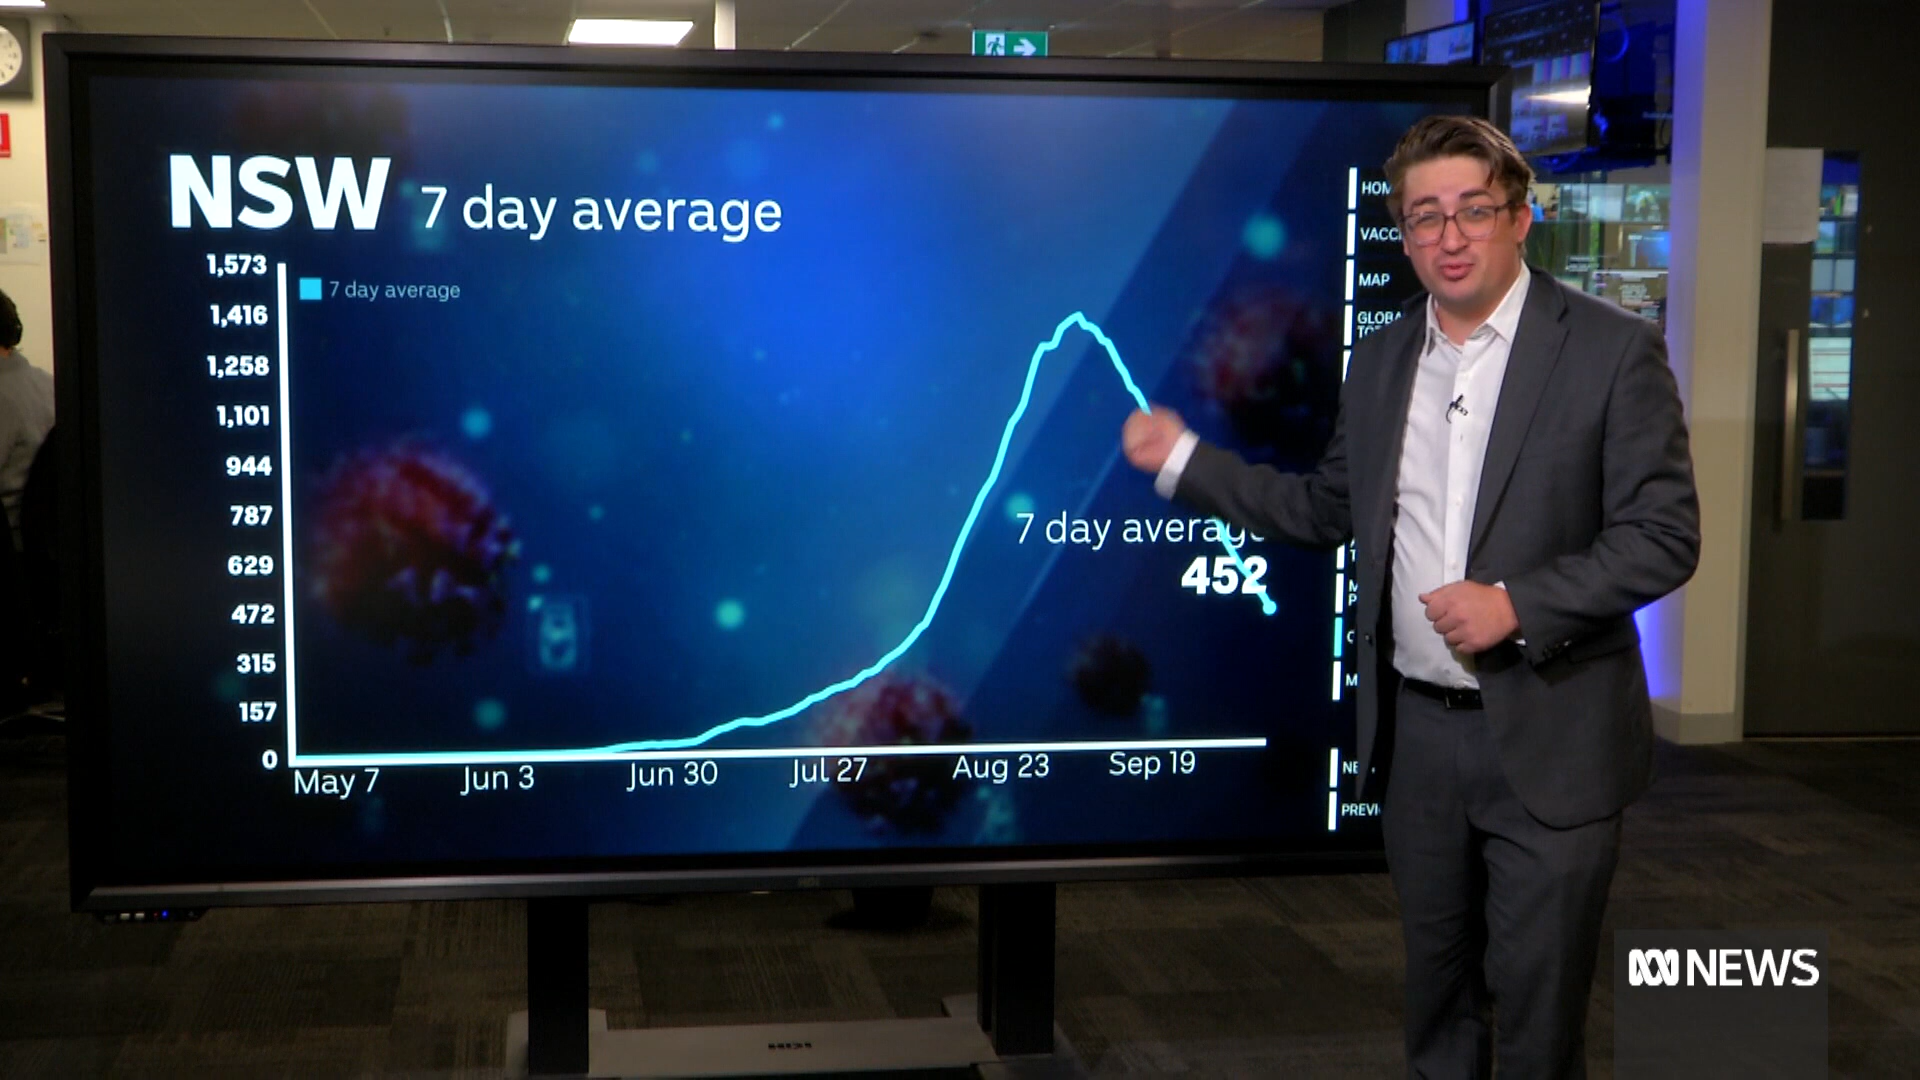 NSW 7 day average
1,573
7 day average
1,416
1,258
1,101
944
787
629
472
315
157
0
May 7 Jun 3 Jun 30 Jul 27 Aug 23 Sep 19
7 day average
452
MAP
NEWS